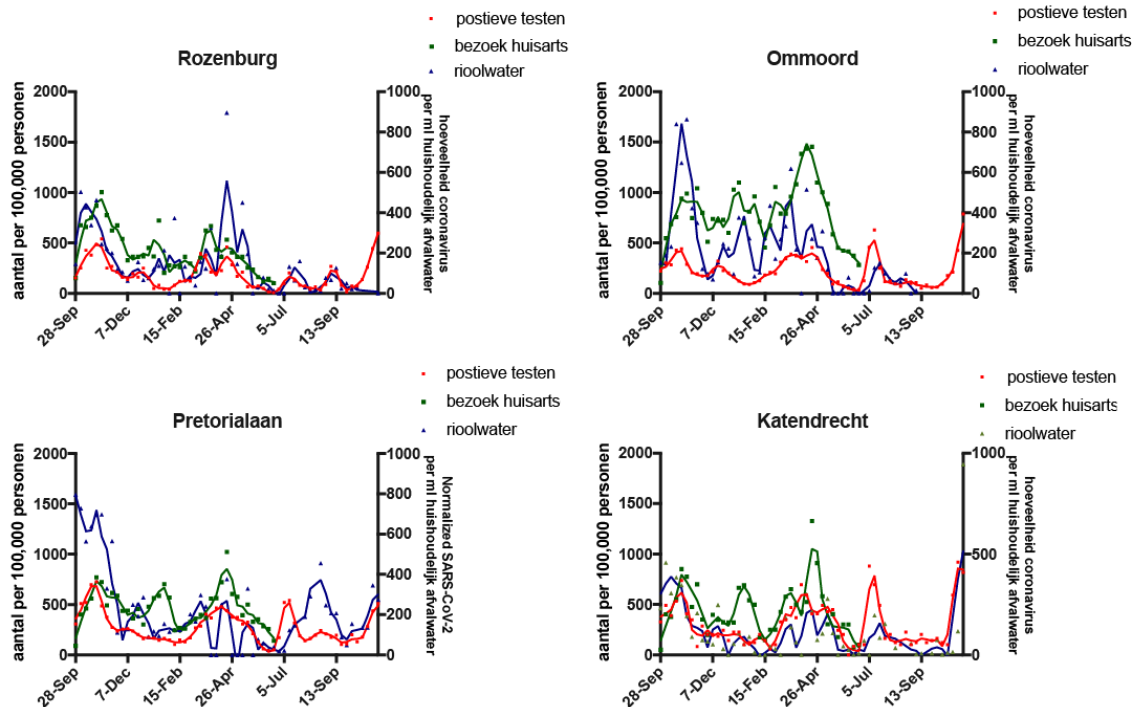 postieve testen
bezoek huisarts
rioolwater
Rozenburg
aantal per 100,000 personen
2000
1500
1000
500
0
1000
800
600
400
200
0
hoeveelheid coronavirus
per ml huishoudelijk afvalwater
28-Sep
7-Dec
15-Feb
26-Apr
5-Jul
13-Sep
postieve testen
bezoek huisarts
rioolwater
Ommoord
aantal per 100,000 personen
2000
1500
1000
500
0
1000
800
600
400
200
0
hoeveelheid coronavirus
per ml huishoudelijk afvalwater
28-Sep
7-Dec
15-Feb
26-Apr
5-Jul
13-Sep
postieve testen
bezoek huisarts
rioolwater
Pretorialaan
aantal per 100,000 personen
2000
1500
1000
500
0
1000
800
600
400
200
0
Normalized SARS-CoV-2
per ml huishoudelijk afvalwater
28-Sep
7-Dec
15-Feb
26-Apr
5-Jul
13-Sep
postieve testen
bezoek huisarts
rioolwater
Katendrecht
aantal per 100,000 personen
2000
1500
1000
500
0
1000
500
0
hoeveelheid coronavirus
per ml huishoudelijk afvalwater
28-Sep
7-Dec
15-Feb
26-Apr
5-Jul
13-Sep